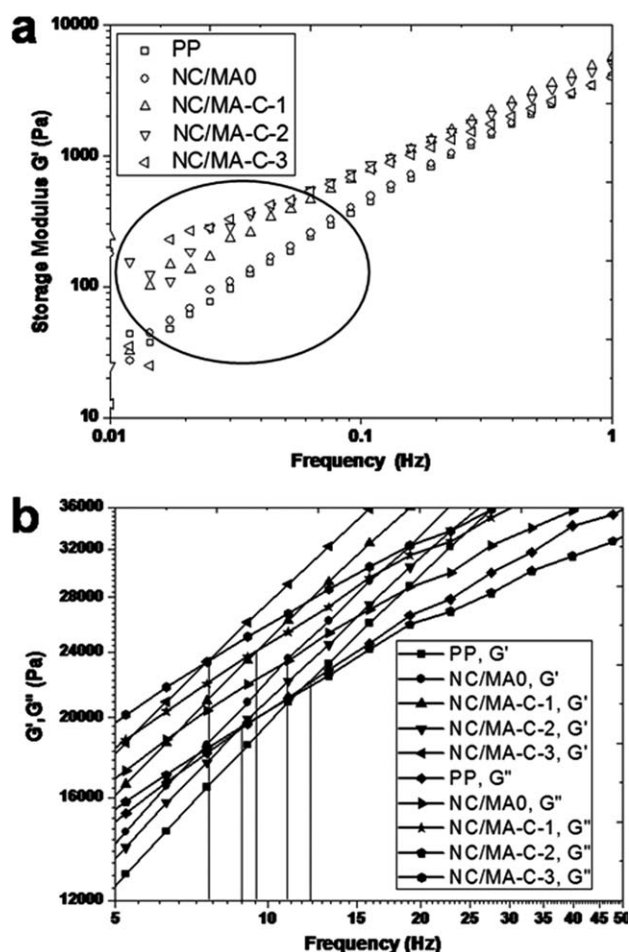 a
10000
1000
100
10
Storage Modulus G' (Pa)
PP
NC/MA0
NC/MA-C-1
NC/MA-C-2
NC/MA-C-3
0.01 0.1 1
Frequency (Hz)
b
36000
32000
28000
24000
20000
16000
12000
G',G" (Pa)
PP, G'
NC/MA0, G'
NC/MA-C-1, G'
NC/MA-C-2, G'
NC/MA-C-3, G'
PP, G"
NC/MA0, G"
NC/MA-C-1, G"
NC/MA-C-2, G"
NC/MA-C-3, G"
5 10 20 30 40 45 50
Frequency (Hz)